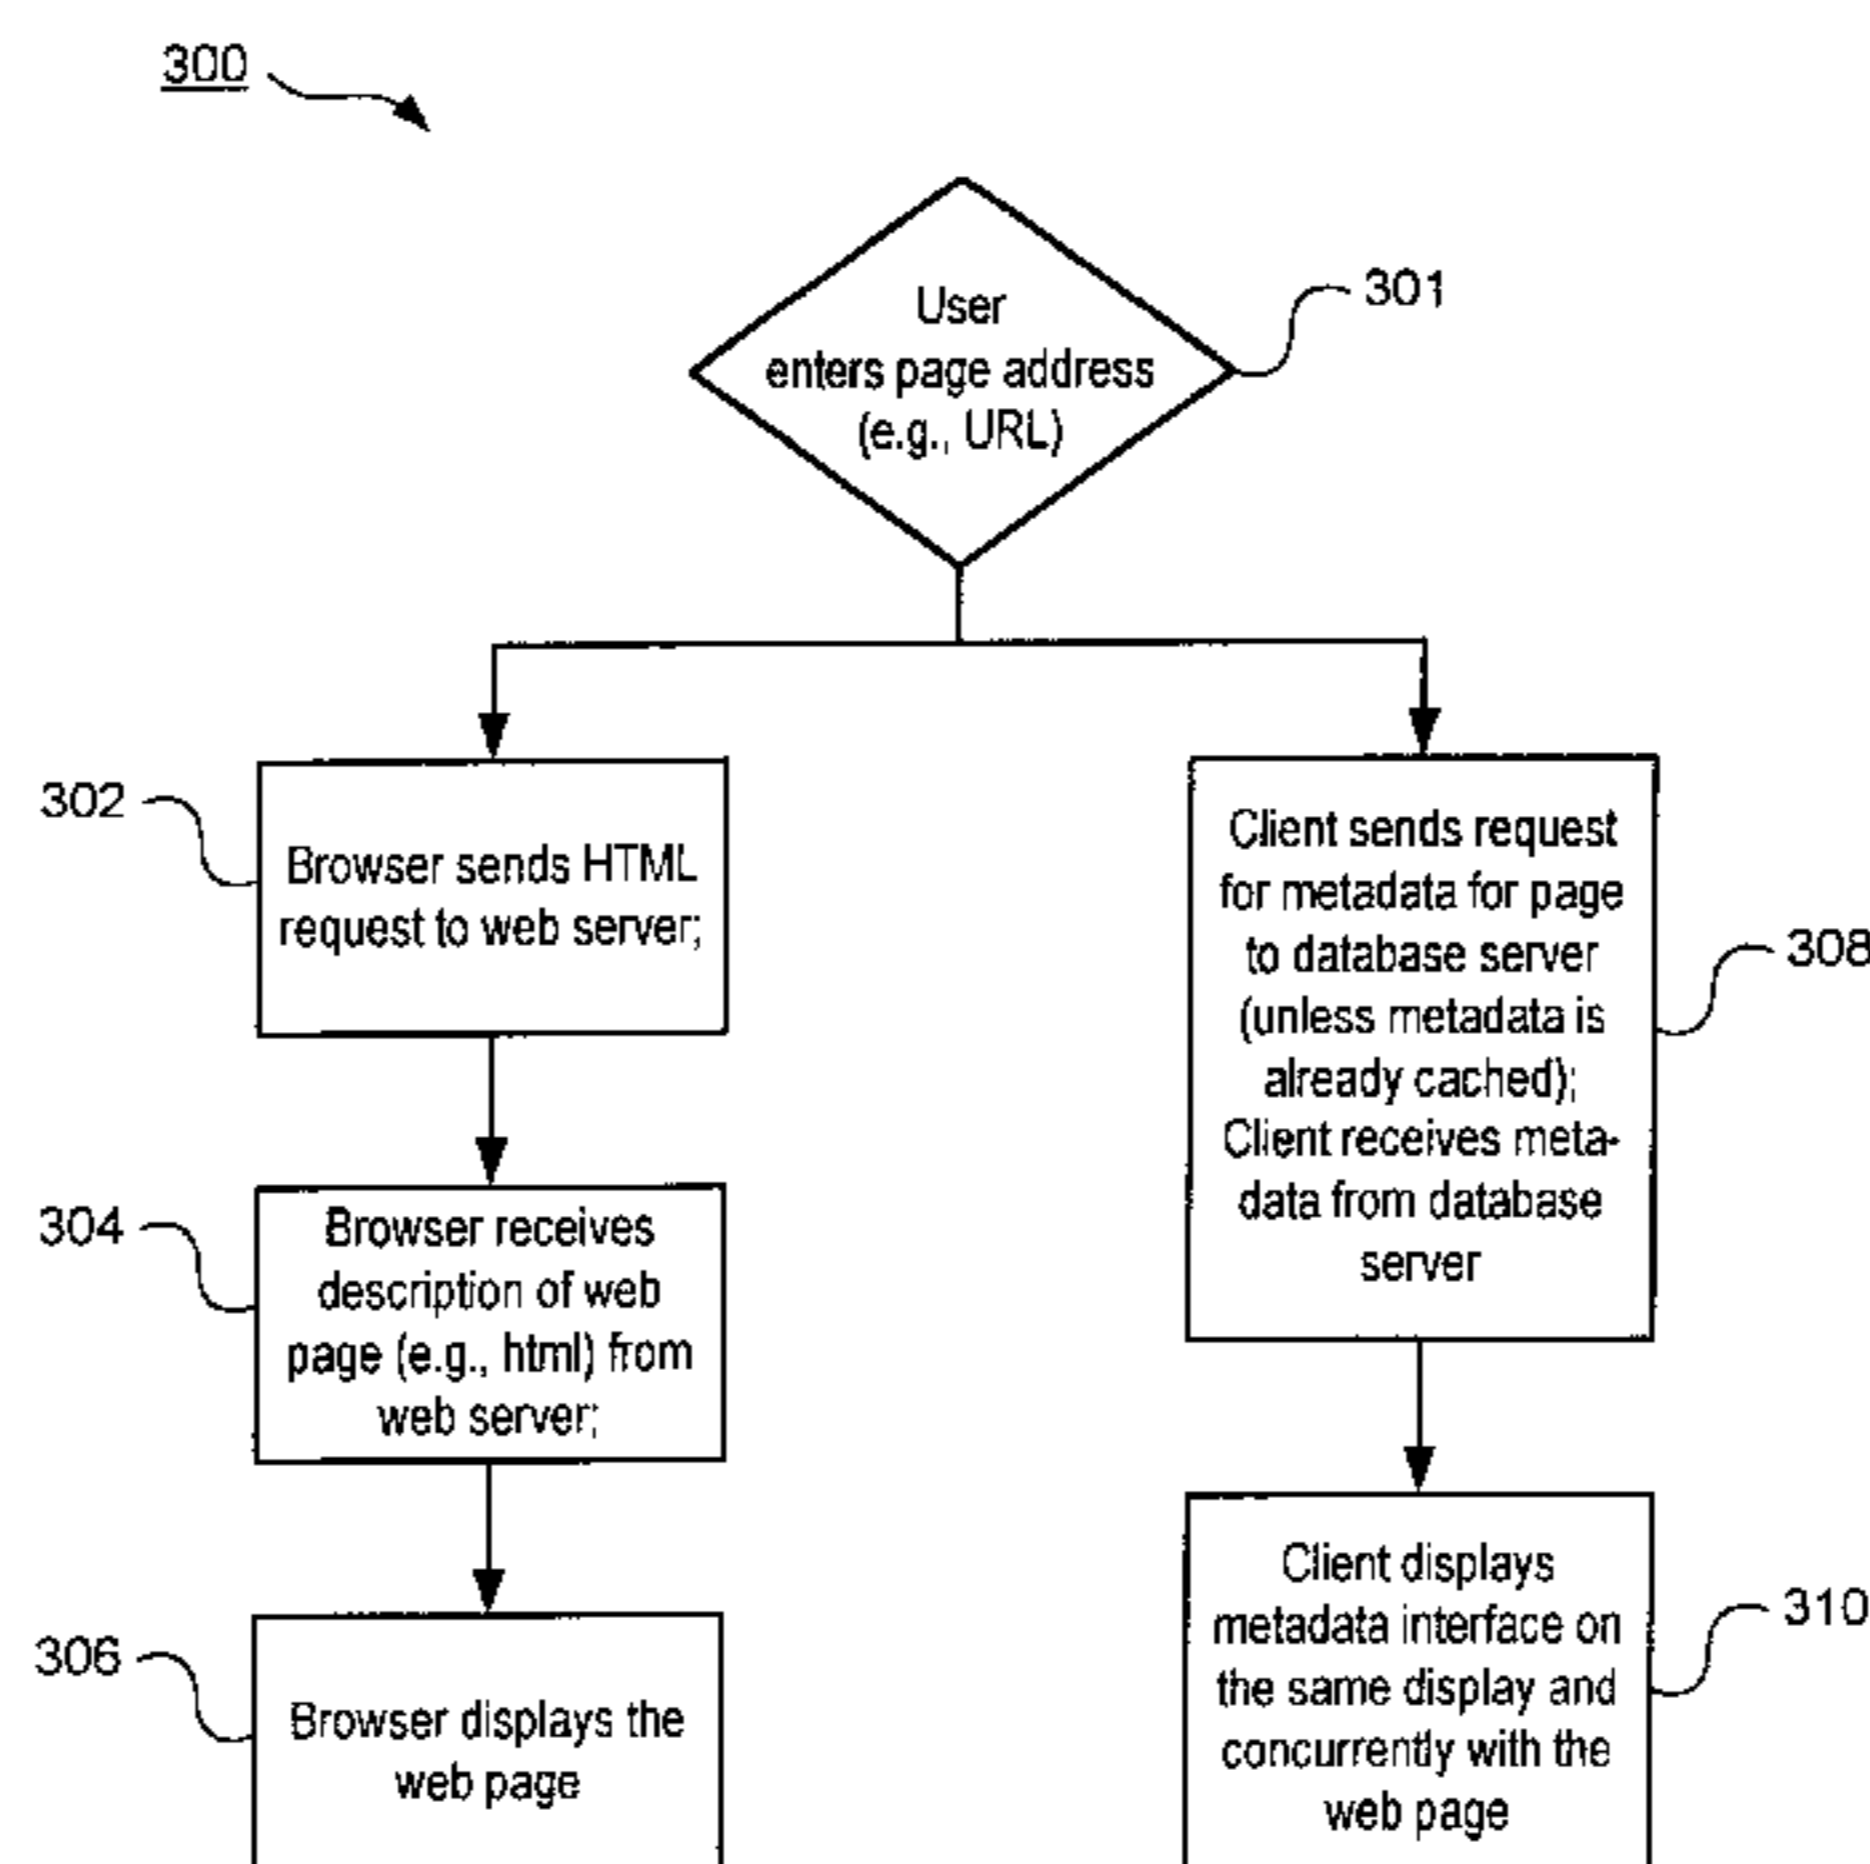 300
User
enters page address
(e.g., URL)
301
302
Browser sends HTML
request to web server;
Client sends request
for metadata for page
to database server
(unless metadata is
already cached);
Client receives meta-
data from database
server
308
304
Browser receives
description of web
page (e.g., html) from
web server;
306
Browser displays the
web page
Client displays
metadata interface on
the same display and
concurrently with the
web page
310